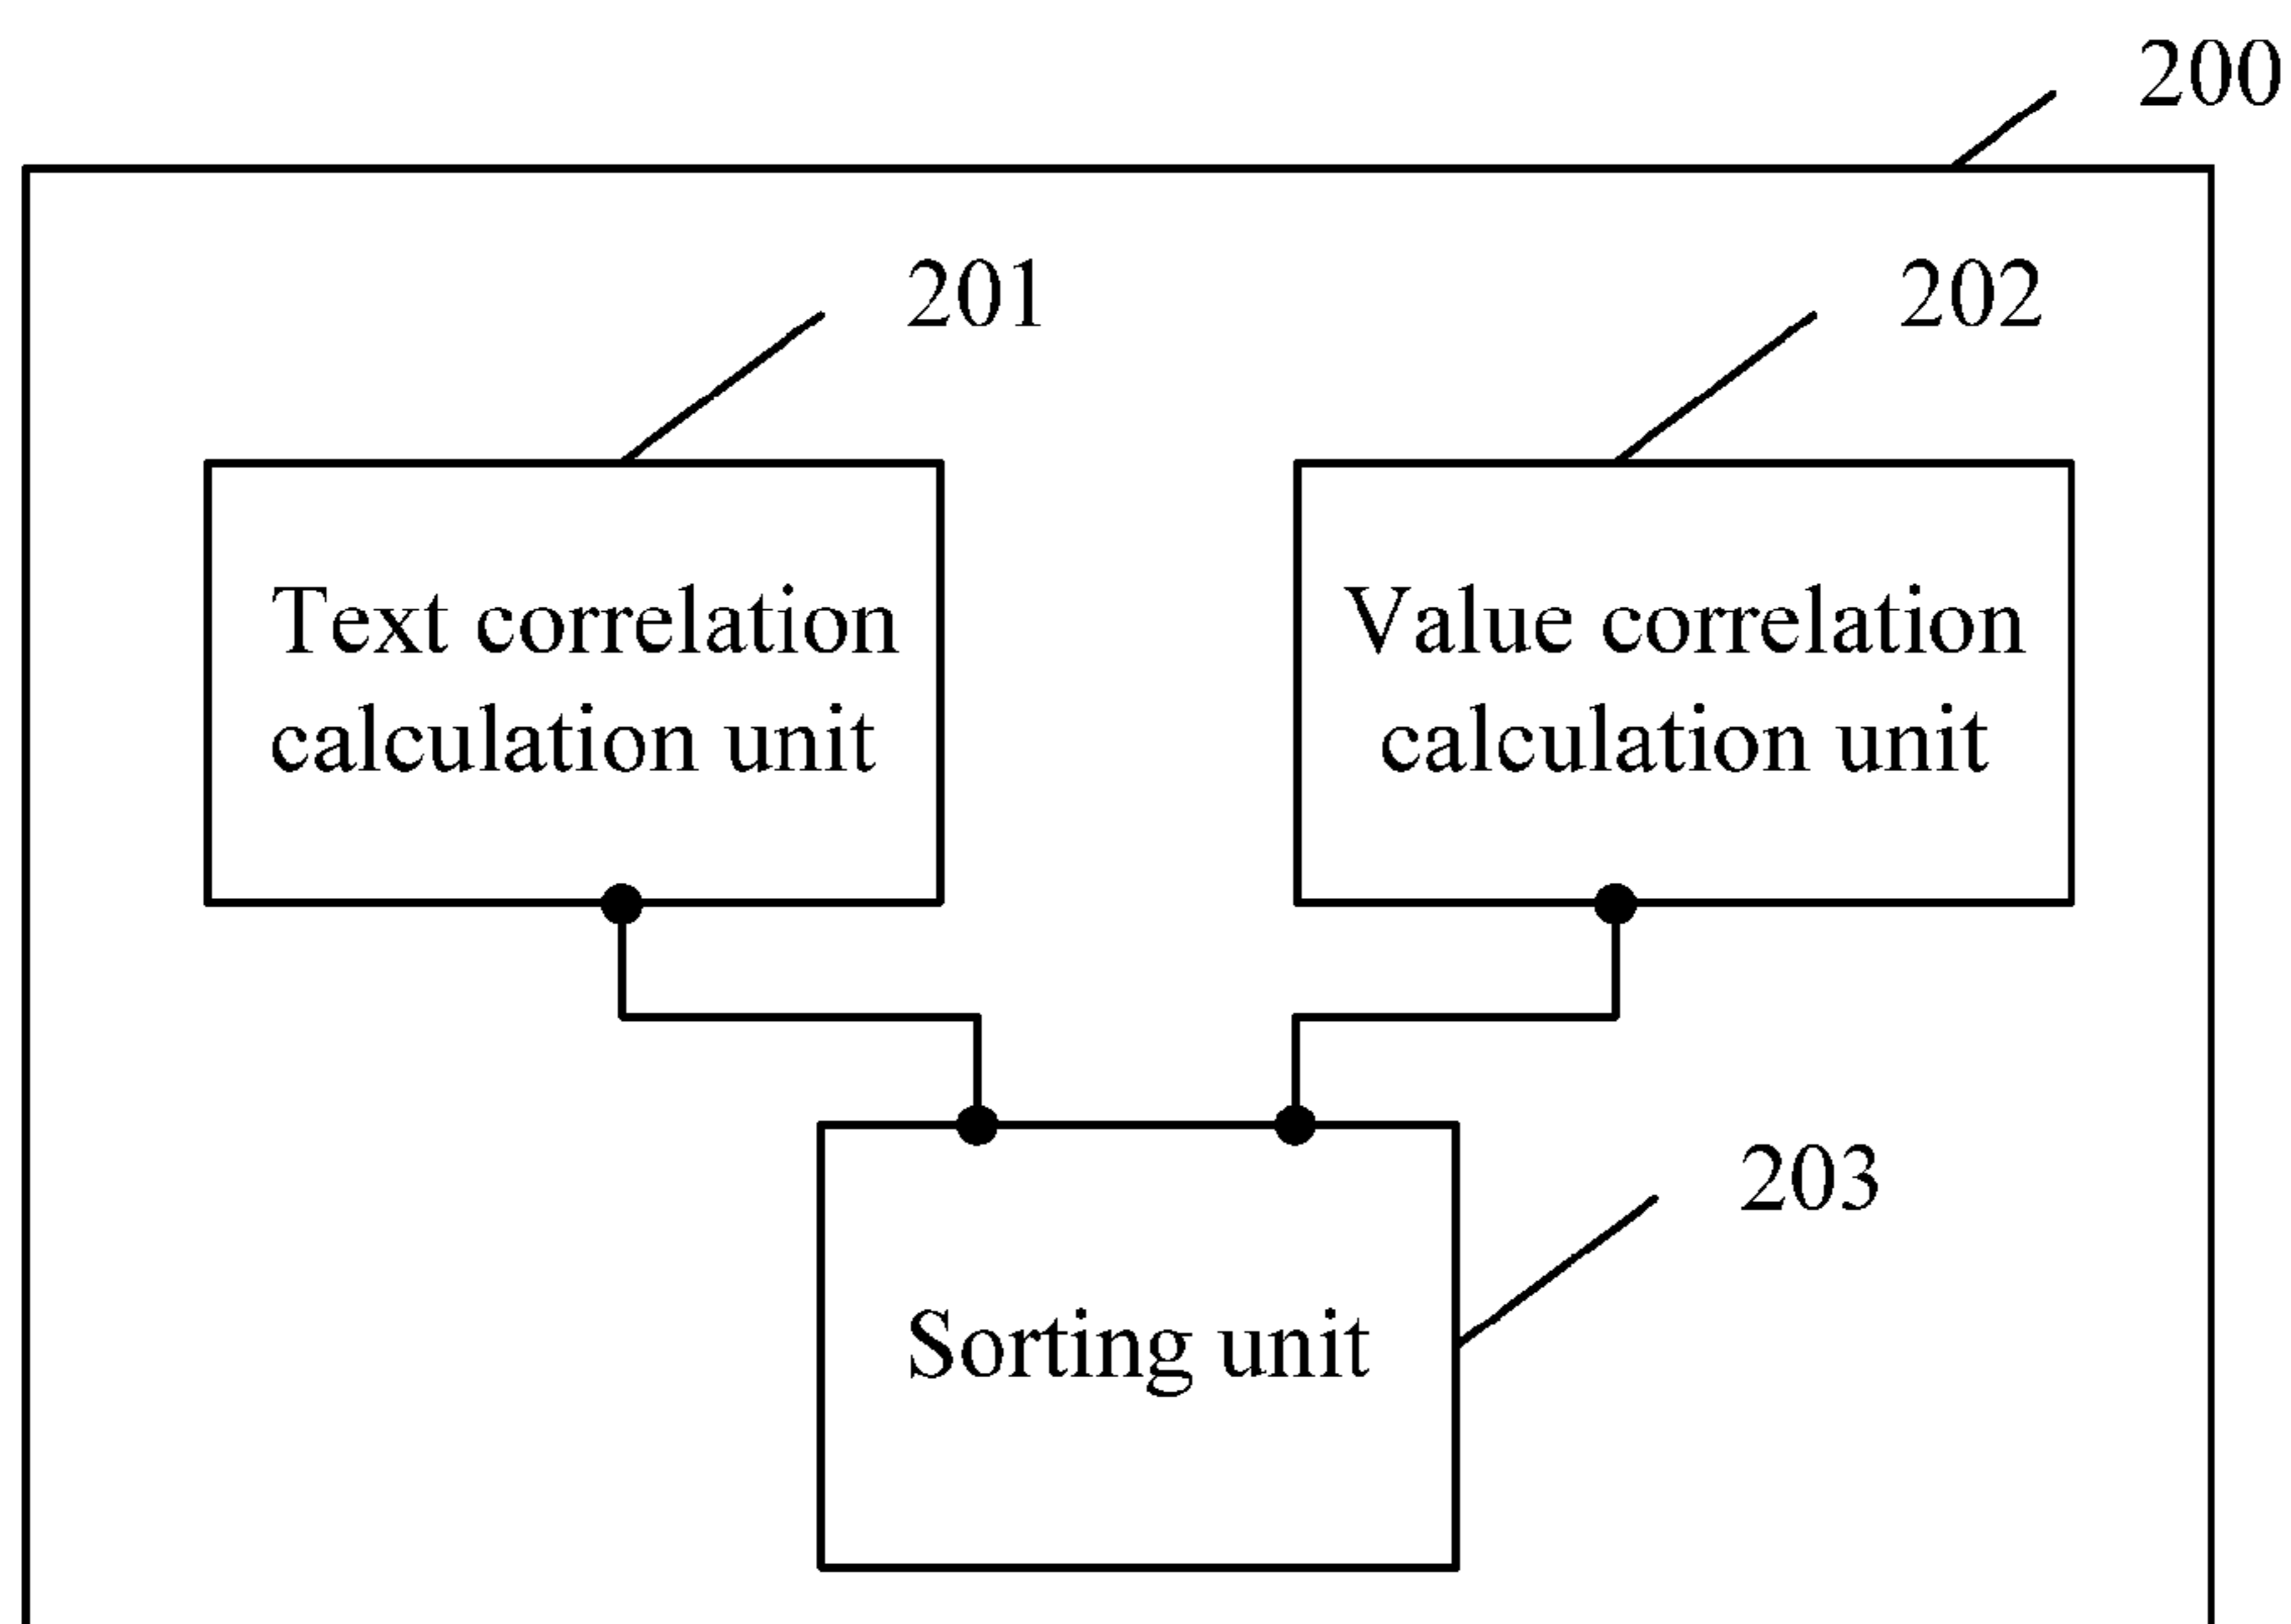 200
201
202
Text correlation
calculation unit
Value correlation
calculation unit
203
Sorting unit